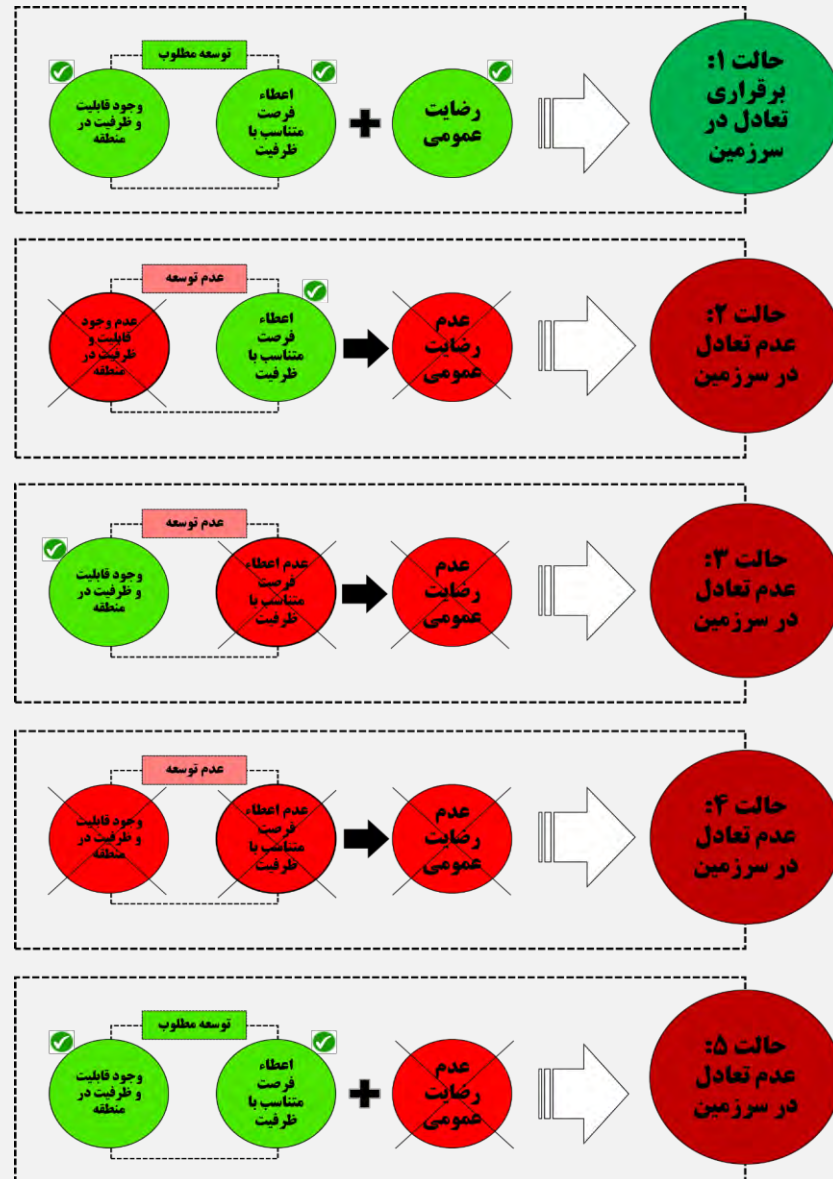 توسعه مطلوب
حالت ۱:
برقراری
تعادل در
سرزمین
رضایت
عمومی
اعطاء
فرصت
متناسب با
ظرفیت
وجود قابلیت
و ظرفیت در
منطقه
عدم توسعه
حالت ۲:
عدم تعادل
در سرزمین
عدم
رضایت
عمومی
اعطاء
فرصت
متناسب با
ظرفیت
عدم وجود
قابلیت و
ظرفیت در
منطقه
عدم توسعه
حالت ۳:
عدم تعادل
در سرزمین
عدم
رضایت
عمومی
عدم اعطاء
فرصت
متناسب با
ظرفیت
وجود قابلیت
و ظرفیت در
منطقه
عدم توسعه
حالت ۴:
عدم تعادل
در سرزمین
عدم
رضایت
عمومی
عدم اعطاء
فرصت
متناسب با
ظرفیت
وجود قابلیت
و ظرفیت در
منطقه
توسعه مطلوب
حالت ۵:
عدم تعادل
در سرزمین
عدم
رضایت
عمومی
اعطاء
فرصت
متناسب با
ظرفیت
وجود قابلیت
و ظرفیت در
منطقه